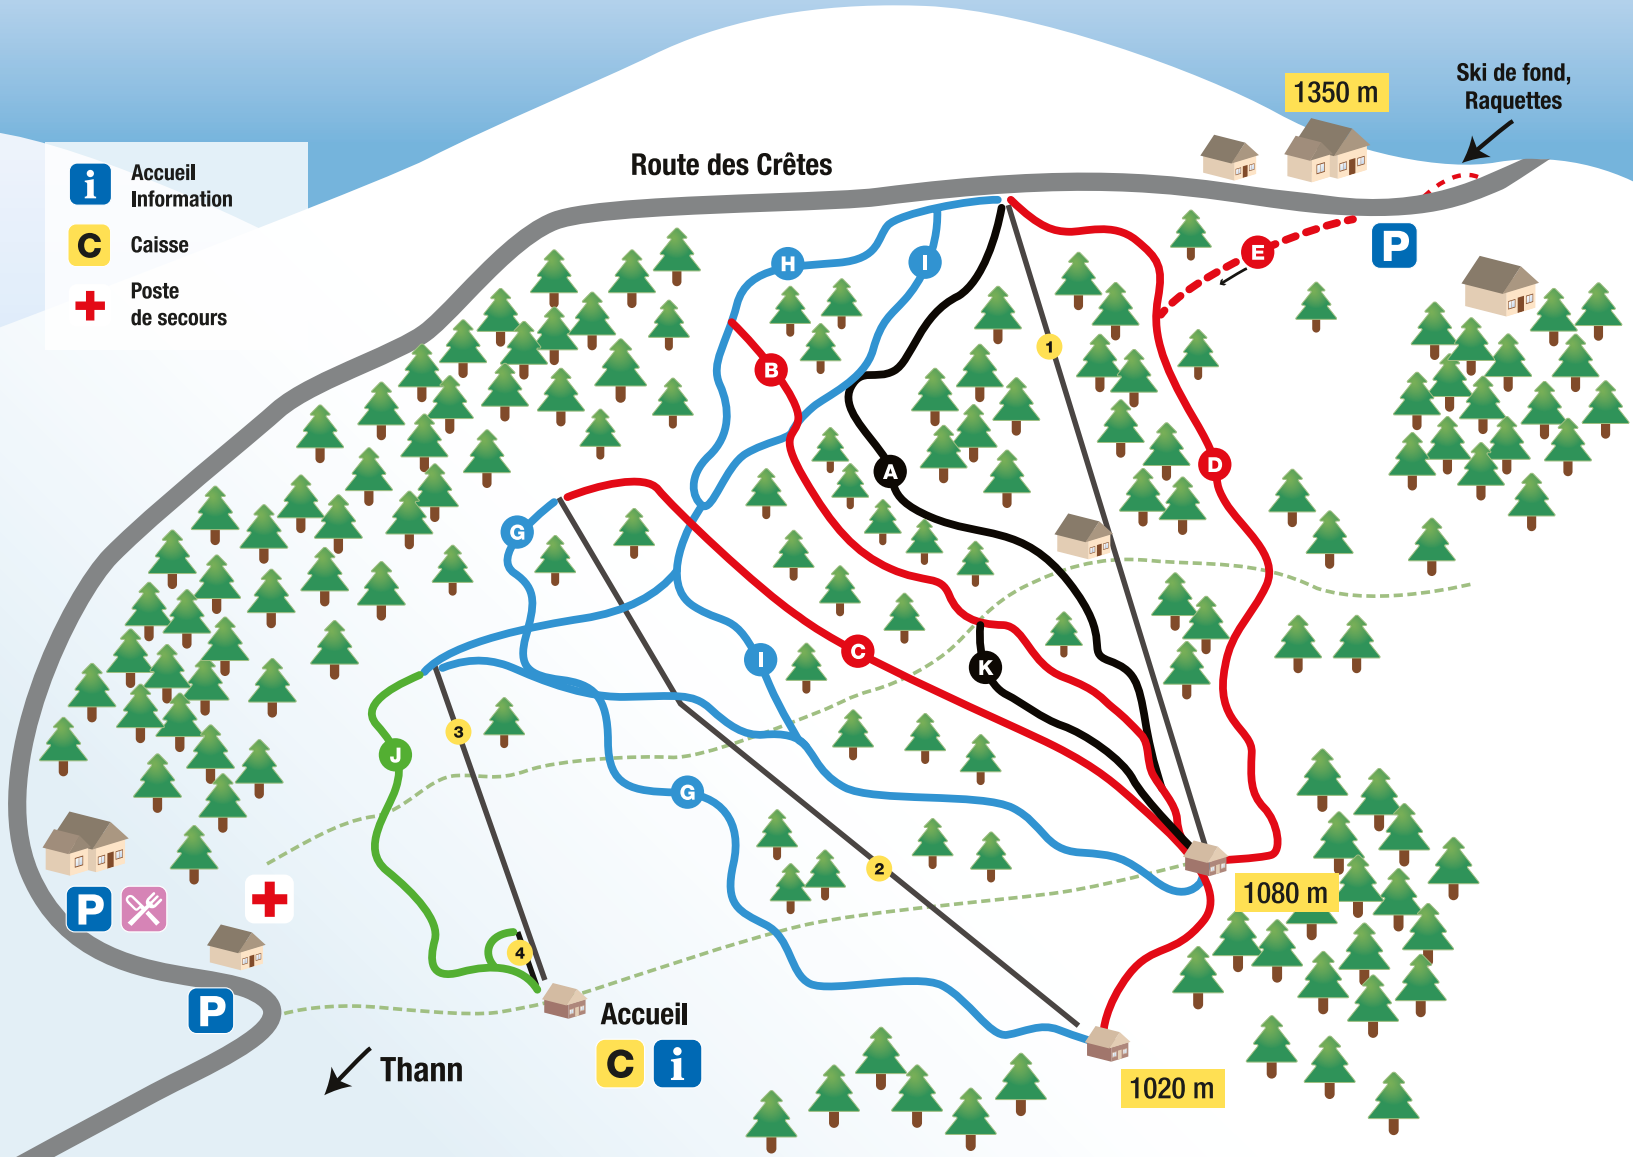 Ski de fond,
Raquettes
1350 m
Route des Crêtes
i Accueil
Information
C Caisse
Poste
de secours
P
E
H
I
1
B
A
D
G
C
K
I
3
J
G
2
1080 m
P
4
P
Accueil
C i
Thann
1020 m